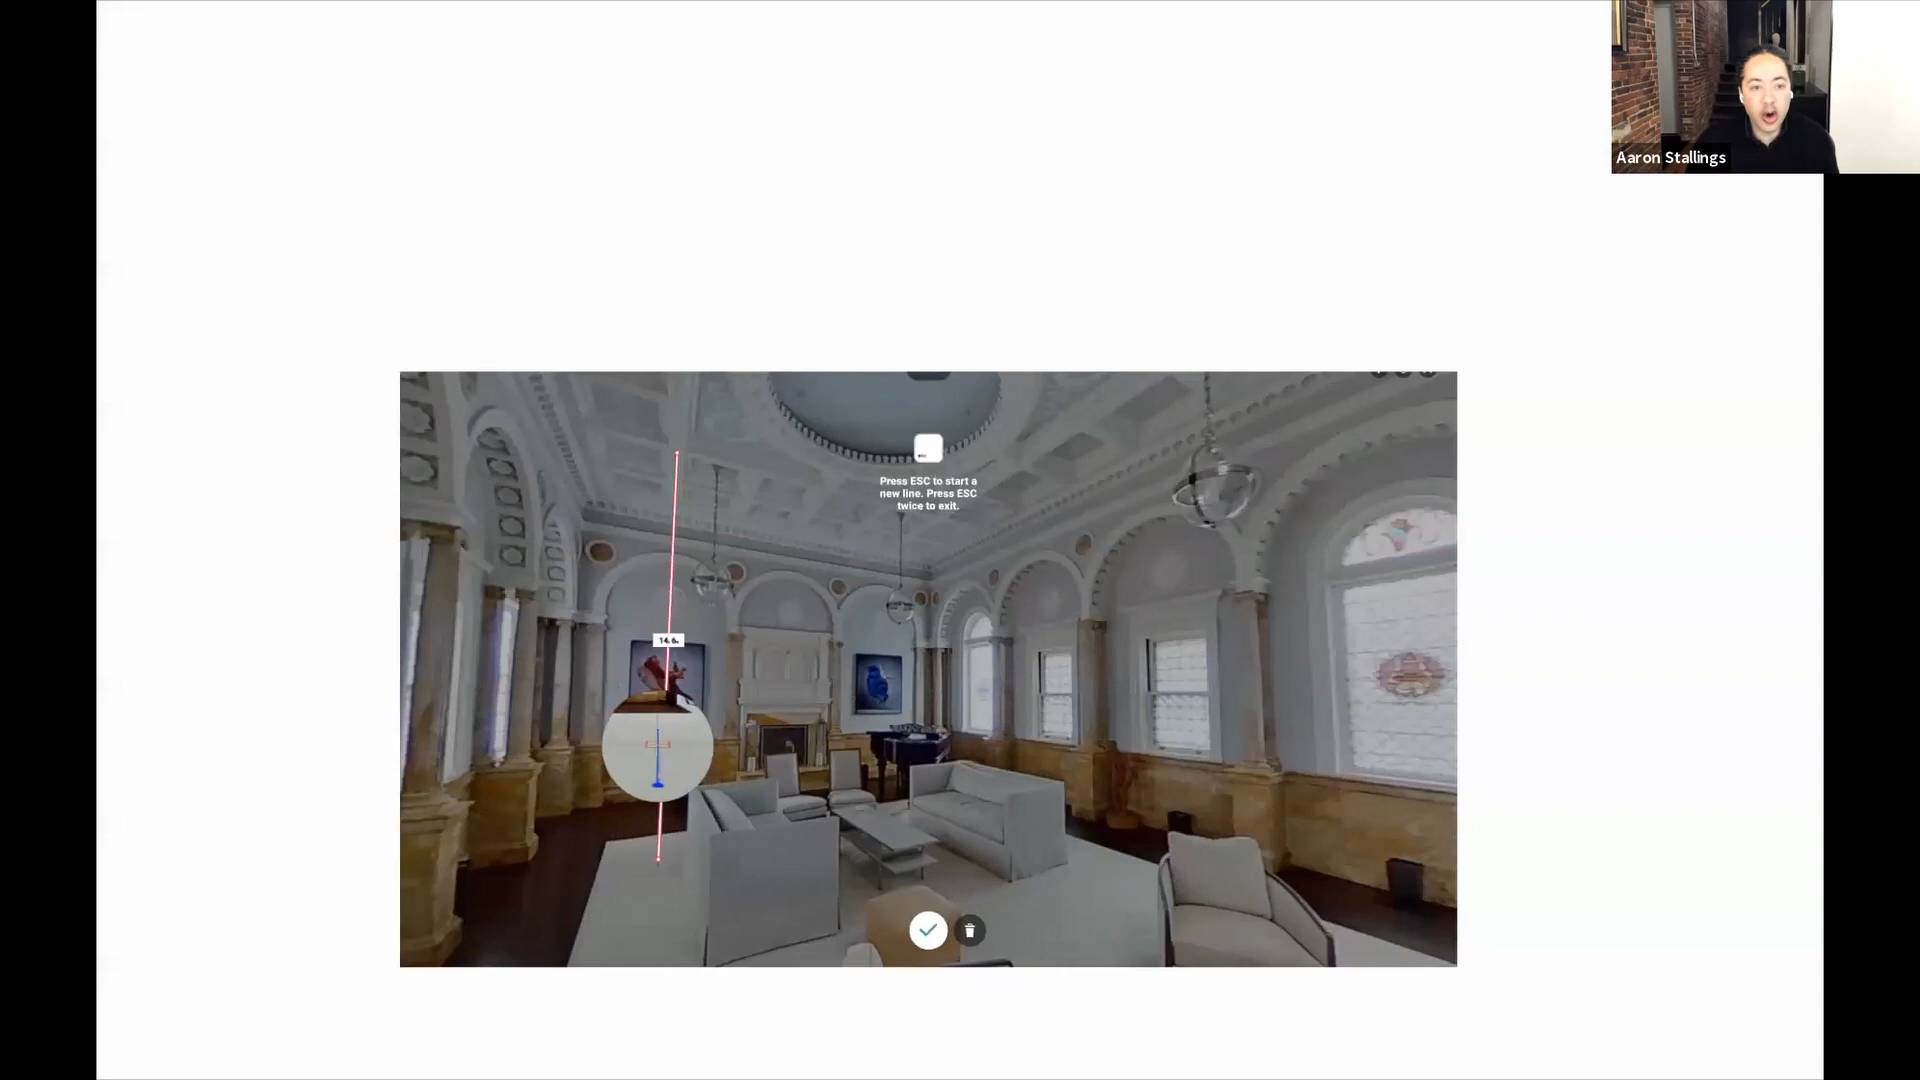 Aaron Stallings
Press ESC to start a
new line. Press ESC
twice to exit.